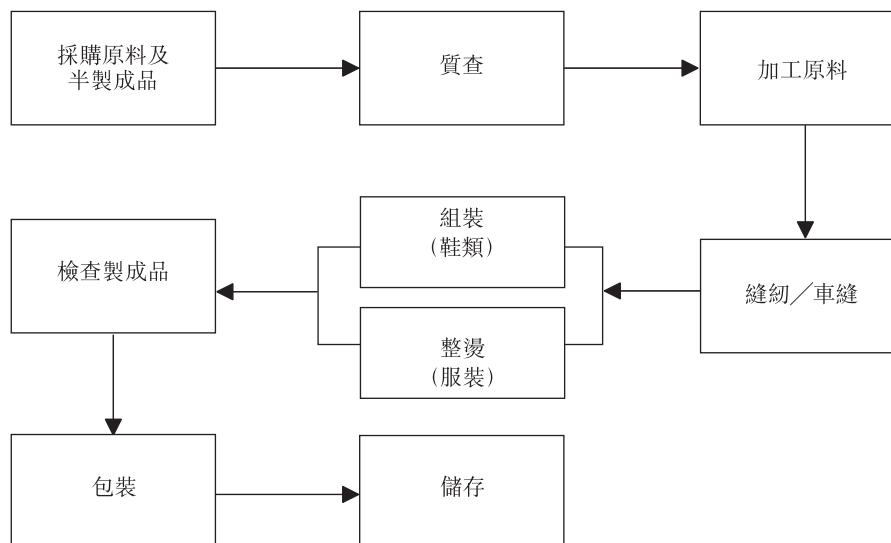 採購原料及
半製成品
質查
加工原料
縫紉／車縫
組裝
(鞋類)
整燙
(服裝)
檢查製成品
包裝
儲存